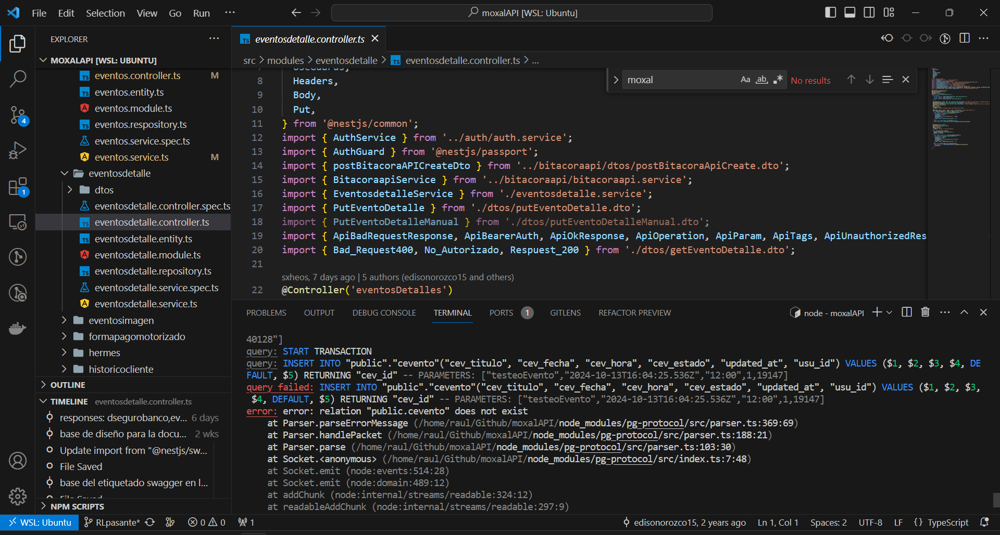 File Edit Selection View Go Run ···
moxalAPI [WSL: Ubuntu]
EXPLORER
MOXALAPI [WSL: UBUNTU]
eventos.controller.ts M
eventos.entity.ts
eventos.module.ts
eventos.respository.ts
eventos.service.spec.ts
eventos.service.ts M
eventosdetalle
dtos
eventosdetalle.controller.spec.ts
eventosdetalle.controller.ts
eventosdetalle.entity.ts
eventosdetalle.module.ts
eventosdetalle.repository.ts
eventosdetalle.service.spec.ts
eventosdetalle.service.ts
eventosimagen
formapagomotorizado
hermes
historicocliente
OUTLINE
TIMELINE eventosdetalle.controller.ts
responses: dsegurobanco,ev... 6 days
base de diseño para la docu... 2 wks
Update import from "@nestjs/sw...
File Saved
base del etiquetado swagger en l...
File Saved
NPM SCRIPTS
4
1
eventosdetalle.controller.ts
src > modules > eventosdetalle > TS eventosdetalle.controller.ts > ...
moxal Aa ab .* No results
7 UseGuards,
8 Headers,
9 Body,
10 Put,
11 } from '@nestjs/common';
12 import { AuthService } from '../auth/auth.service';
13 import { AuthGuard } from '@nestjs/passport';
14 import { postBitacoraAPICreateDto } from '../bitacoraapi/dtos/postBitacoraApiCreate.dto';
15 import { BitacoraapiService } from '../bitacoraapi/bitacoraapi.service';
16 import { EventosdetalleService } from './eventosdetalle.service';
17 import { PutEventoDetalle } from './dtos/putEventoDetalle.dto';
18 import { PutEventoDetalleManual } from './dtos/putEventoDetalleManual.dto';
19 import { ApiBadRequestResponse, ApiBearerAuth, ApiOkResponse, ApiOperation, ApiParam, ApiTags, ApiUnauthorizedRes
20 import { Bad_Request400, No_Autorizado, Respuest_200 } from './dtos/getEventoDetalle.dto';
21
sxheos, 7 days ago | 5 authors (edisonorozco15 and others)
22 @Controller('eventosDetalles')
PROBLEMS OUTPUT DEBUG CONSOLE TERMINAL PORTS 1 GITLENS REFACTOR PREVIEW
node - moxalAPI
40128"]
query: START TRANSACTION
query: INSERT INTO "public"."cevento"("cev_titulo", "cev_fecha", "cev_hora", "cev_estado", "updated_at", "usu_id") VALUES ($1, $2, $3, $4, DE
FAULT, $5) RETURNING "cev_id" -- PARAMETERS: ["testeoEvento","2024-10-13T16:04:25.536Z","12:00",1,19147]
query failed: INSERT INTO "public"."cevento"("cev_titulo", "cev_fecha", "cev_hora", "cev_estado", "updated_at", "usu_id") VALUES ($1, $2, $3,
$4, DEFAULT, $5) RETURNING "cev_id" -- PARAMETERS: ["testeoEvento","2024-10-13T16:04:25.536Z","12:00",1,19147]
error: error: relation "public.cevento" does not exist
at Parser.parseErrorMessage (/home/raul/Github/moxalAPI/node_modules/pg-protocol/src/parser.ts:369:69)
at Parser.handlePacket (/home/raul/Github/moxalAPI/node_modules/pg-protocol/src/parser.ts:188:21)
at Parser.parse (/home/raul/Github/moxalAPI/node_modules/pg-protocol/src/parser.ts:103:30)
at Socket.<anonymous> (/home/raul/Github/moxalAPI/node_modules/pg-protocol/src/index.ts:7:48)
at Socket.emit (node:events:514:28)
at Socket.emit (node:domain:489:12)
at addChunk (node:internal/streams/readable:324:12)
at readableAddChunk (node:internal/streams/readable:297:9)
WSL: Ubuntu RLpasante* 0 0 1
edisonorozco15, 2 years ago Ln 1, Col 1 Spaces: 2 UTF-8 LF {} TypeScript